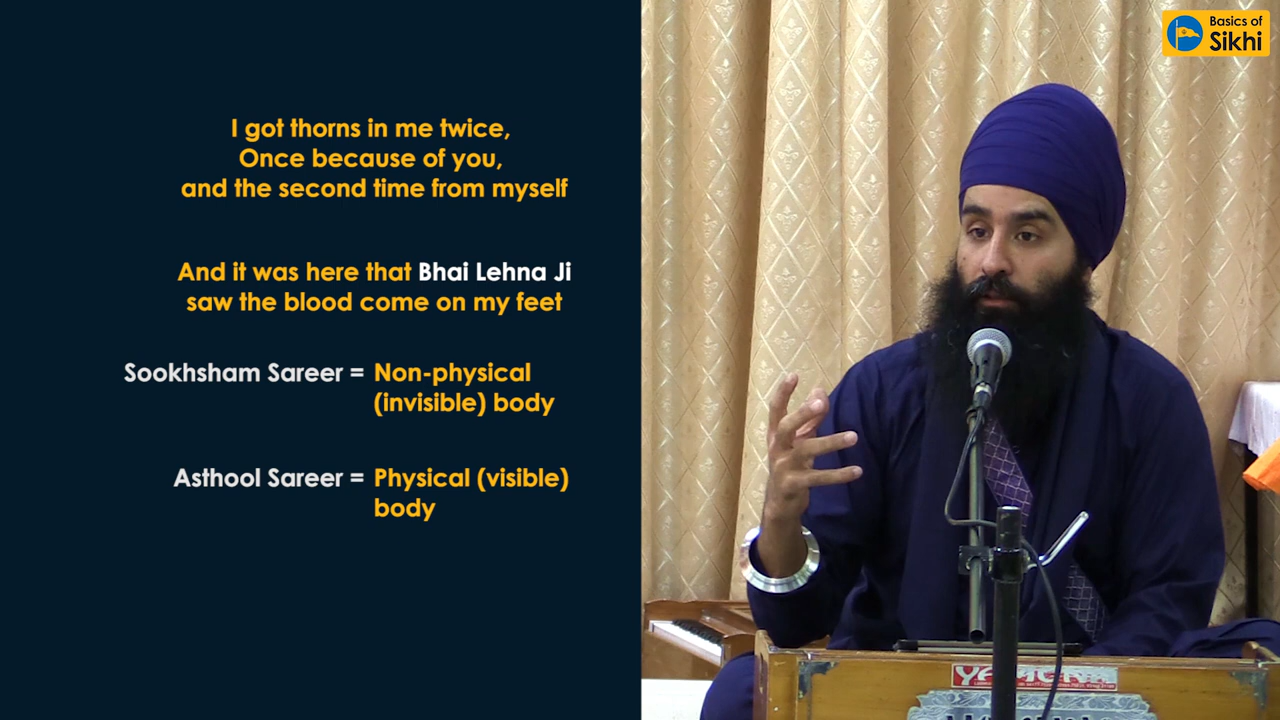 I got thorns in me twice,
Once because of you,
and the second time from myself
And it was here that Bhai Lehna Ji
saw the blood come on my feet
Sookhsham Sareer = Non-physical
(invisible) body
Asthool Sareer = Physical (visible)
body
Basics of
Sikhi
YAMUNA